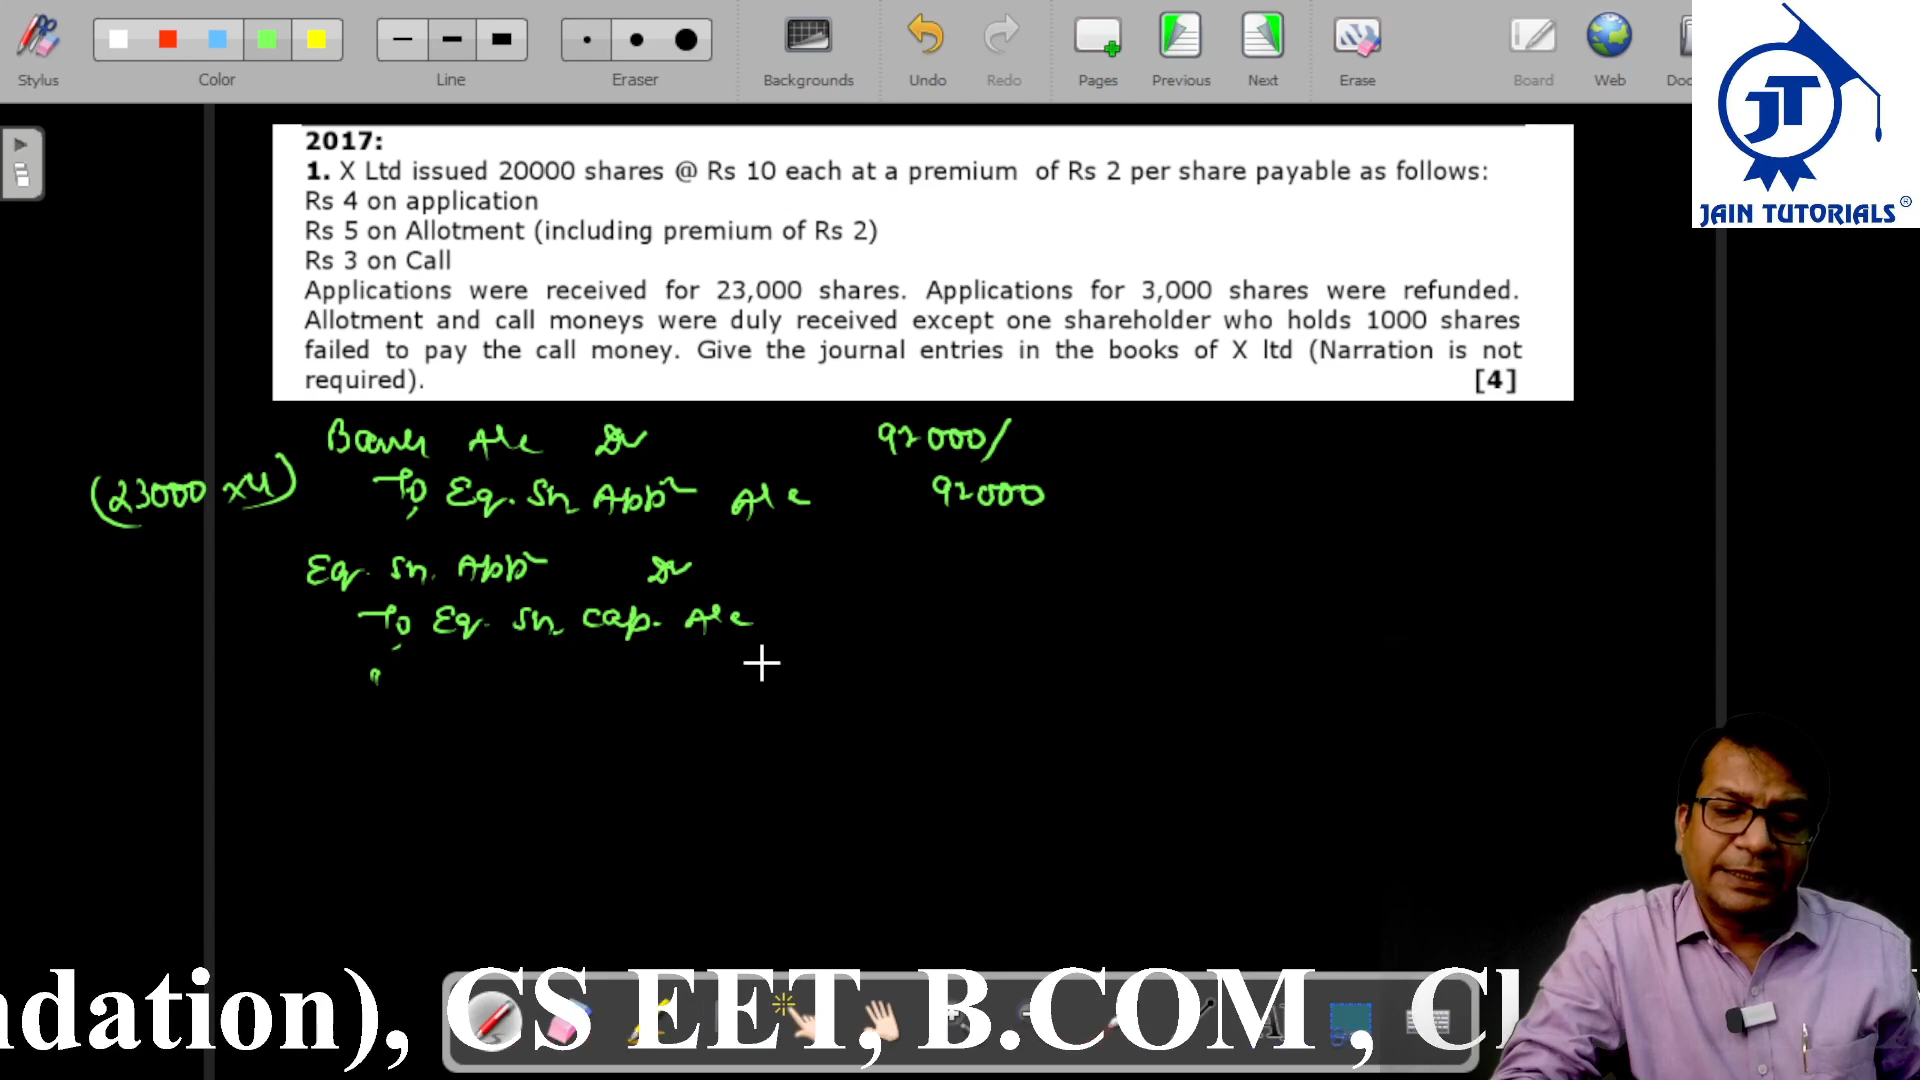 Stylus
Color
Line
Eraser
Backgrounds
Undo
Redo
Pages
Previous
Next
Erase
Board
Web
JT
JAIN TUTORIALS®
2017:
1. X Ltd issued 20000 shares @ Rs 10 each at a premium of Rs 2 per share payable as follows:
Rs 4 on application
Rs 5 on Allotment (including premium of Rs 2)
Rs 3 on Call
Applications were received for 23,000 shares. Applications for 3,000 shares were refunded.
Allotment and call moneys were duly received except one shareholder who holds 1000 shares
failed to pay the call money. Give the journal entries in the books of X ltd (Narration is not
required). [4]
Bank A/c Dr 92000/
(23000 x4) To Eq. Sh App^n A/c 92000
Eq. Sh. App^n Dr
To Eq. Sh Cap. A/c
ndation), CS EET, B.COM , Cl